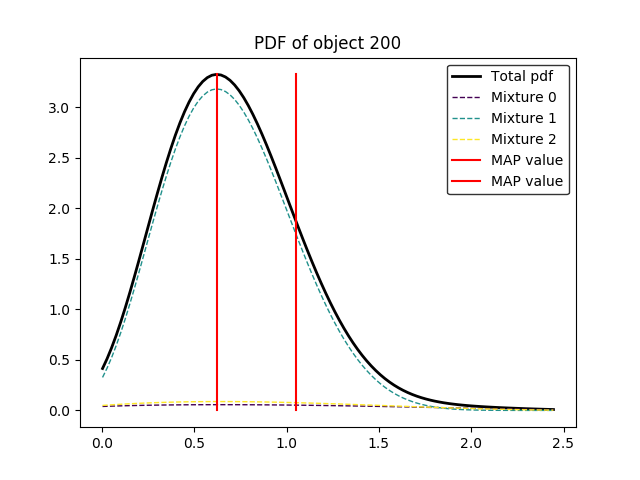 PDF of object 200
Total pdf
Mixture 0
Mixture 1
Mixture 2
MAP value
MAP value
3.0
2.5
2.0
1.5
1.0
0.5
0.0
0.0 0.5 1.0 1.5 2.0 2.5